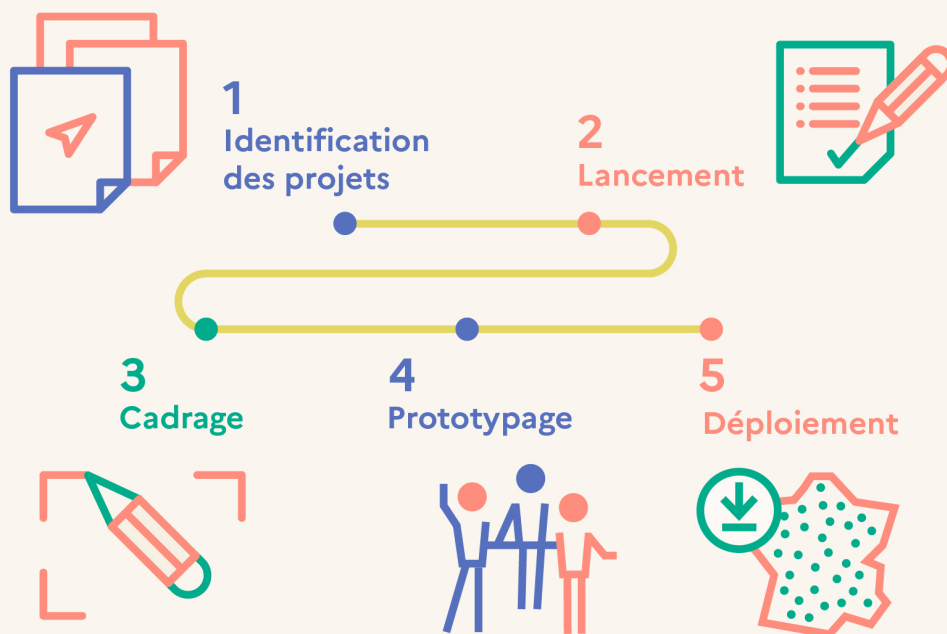 1
Identification
des projets
2
Lancement
3
Cadrage
4
Prototypage
5
Déploiement